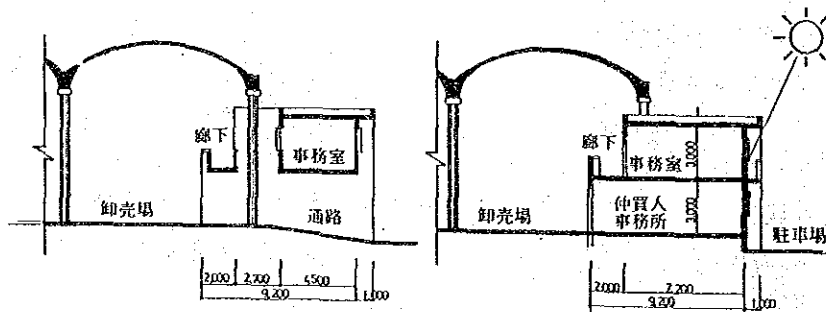 廊下
事務室
卸売場
通路
2,000
2,700
4,500
9,200
1,000
廊下
事務室
3,000
卸売場
仲買人
事務所
3,000
駐車場
2,000
7,200
9,200
1,000